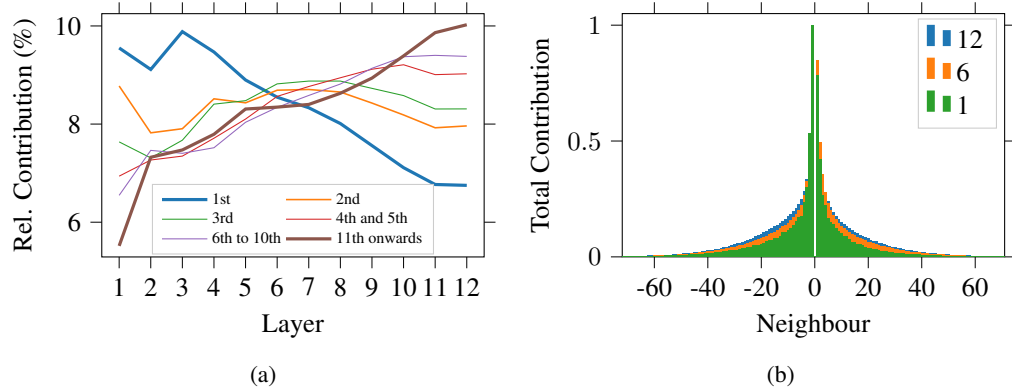 10
8
6
Rel. Contribution (%)
1st
2nd
3rd
4th and 5th
6th to 10th
11th onwards
1 2 3 4 5 6 7 8 9 10 11 12
Layer
(a)
1
0.5
0
Total Contribution
12
6
1
-60 -40 -20 0 20 40 60
Neighbour
(b)